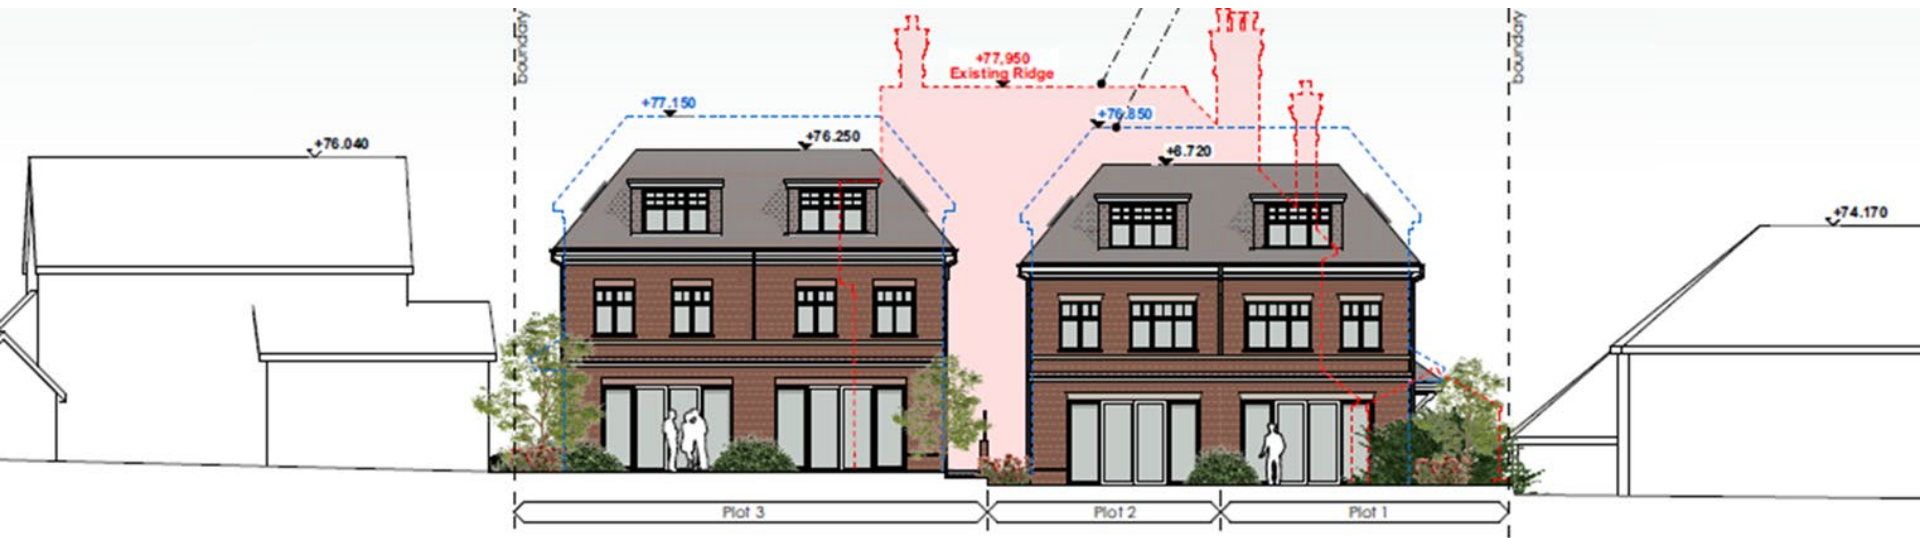 boundary
boundary
+77,950
Existing Ridge
+77.150
+76.850
+76.040
+76.250
+8.720
+74.170
Plot 3
Plot 2
Plot 1